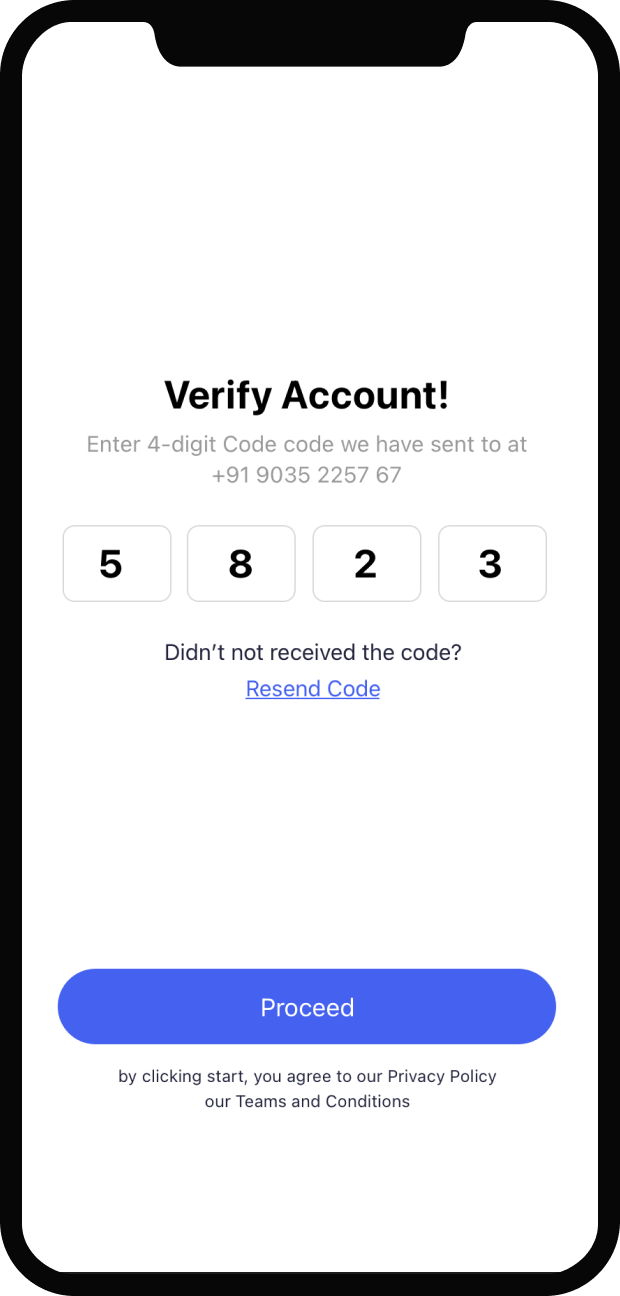 Verify Account!
Enter 4-digit Code code we have sent to at
+91 9035 2257 67
5 8 2 3
Didn’t not received the code?
Resend Code
Proceed
by clicking start, you agree to our Privacy Policy
our Teams and Conditions